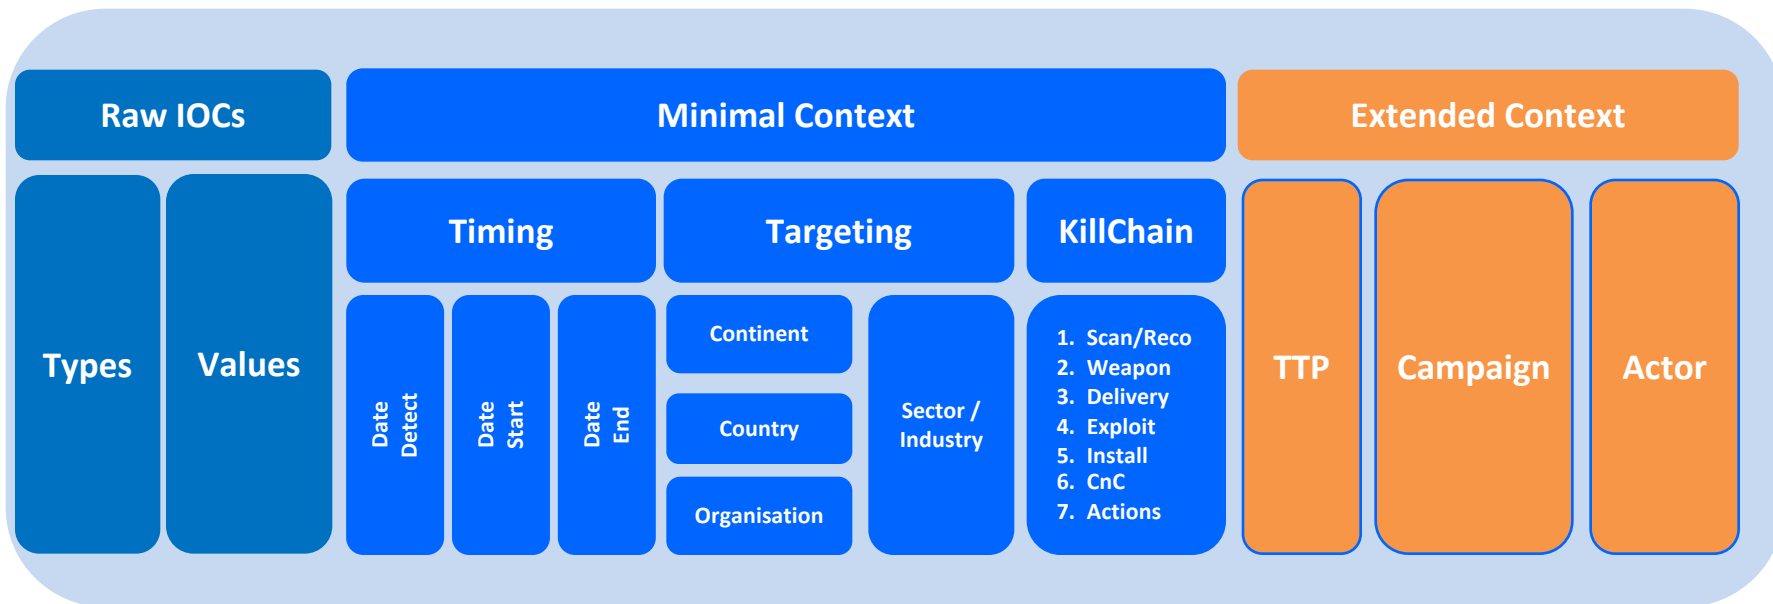 Raw IOCs
Minimal Context
Extended Context
Types
Values
Timing
Targeting
KillChain
Date
Detect
Date
Start
Date
End
Continent
Country
Organisation
Sector /
Industry
1. Scan/Reco
2. Weapon
3. Delivery
4. Exploit
5. Install
6. CnC
7. Actions
TTP
Campaign
Actor